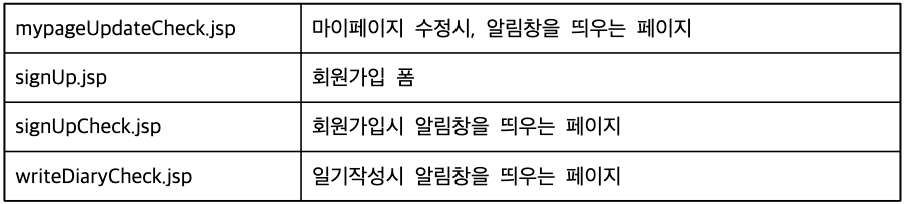 mypageUpdateCheck.jsp 마이페이지 수정시, 알림창을 띄우는 페이지
signUp.jsp 회원가입 폼
signUpCheck.jsp 회원가입시 알림창을 띄우는 페이지
writeDiaryCheck.jsp 일기작성시 알림창을 띄우는 페이지